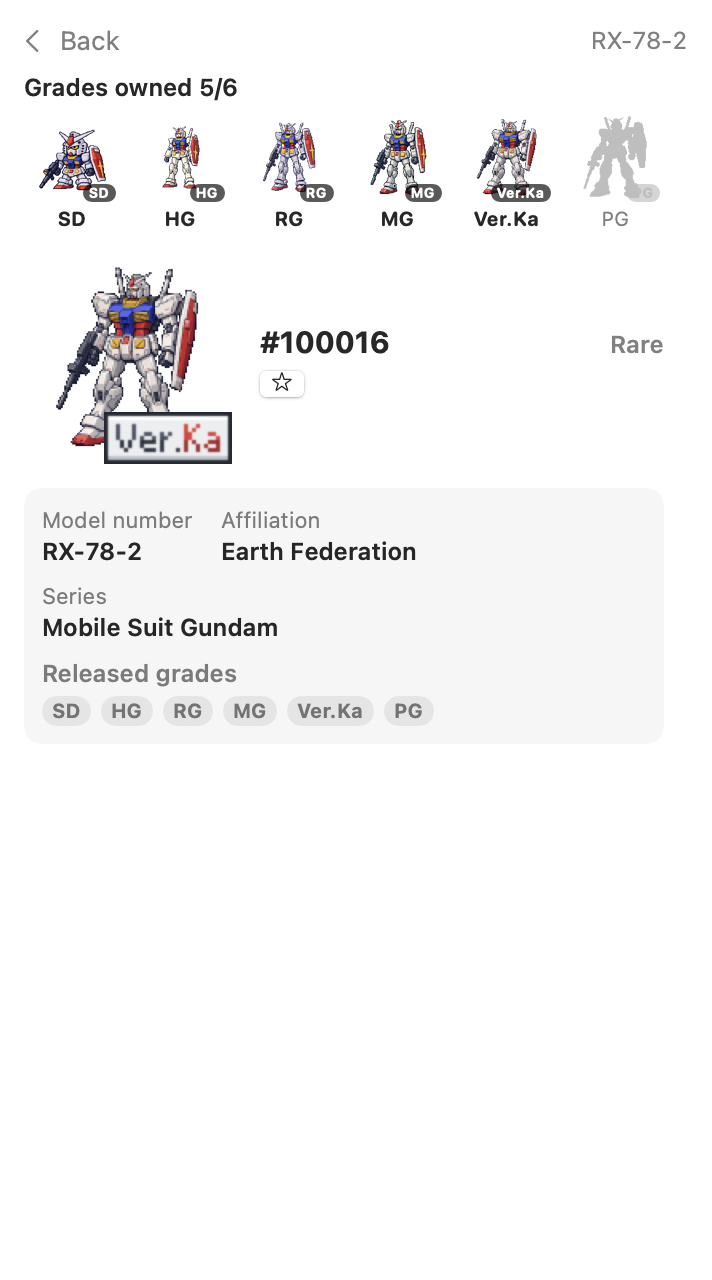 Back
RX-78-2
Grades owned 5/6
SD
HG
RG
MG
Ver.Ka
SD
HG
RG
MG
Ver.Ka
PG
#100016
Rare
Ver.Ka
Model number
Affiliation
RX-78-2
Earth Federation
Series
Mobile Suit Gundam
Released grades
SD
HG
RG
MG
Ver.Ka
PG